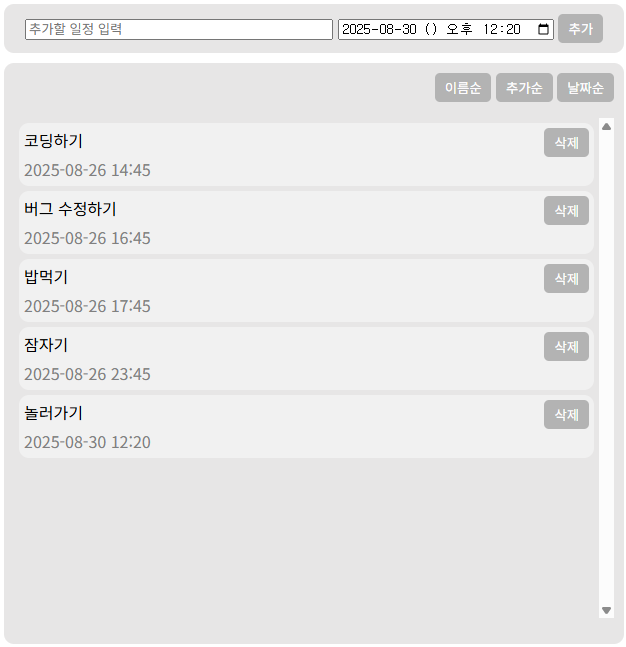 추가할 일정 입력 2025-08-30 () 오후 12:20 추가
이름순 추가순 날짜순
코딩하기 삭제
2025-08-26 14:45
버그 수정하기 삭제
2025-08-26 16:45
밥먹기 삭제
2025-08-26 17:45
잠자기 삭제
2025-08-26 23:45
놀러가기 삭제
2025-08-30 12:20